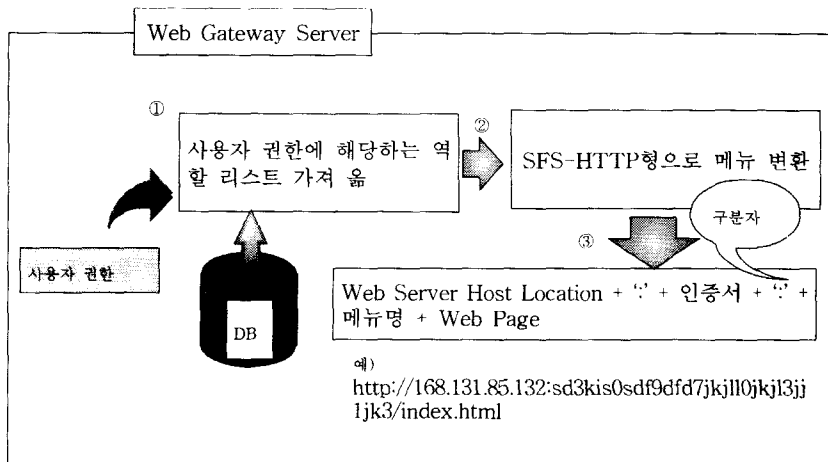 Web Gateway Server
①
사용자 권한에 해당하는 역
할 리스트 가져 옮
②
SFS-HTTP형으로 메뉴 변환
구분자
③
사용자 권한
DB
Web Server Host Location + ':' + 인증서 + ':' +
메뉴명 + Web Page
예)
http://168.131.85.132:sd3kis0sdf9dfd7jkjll0jkjl3jj
1jk3/index.html